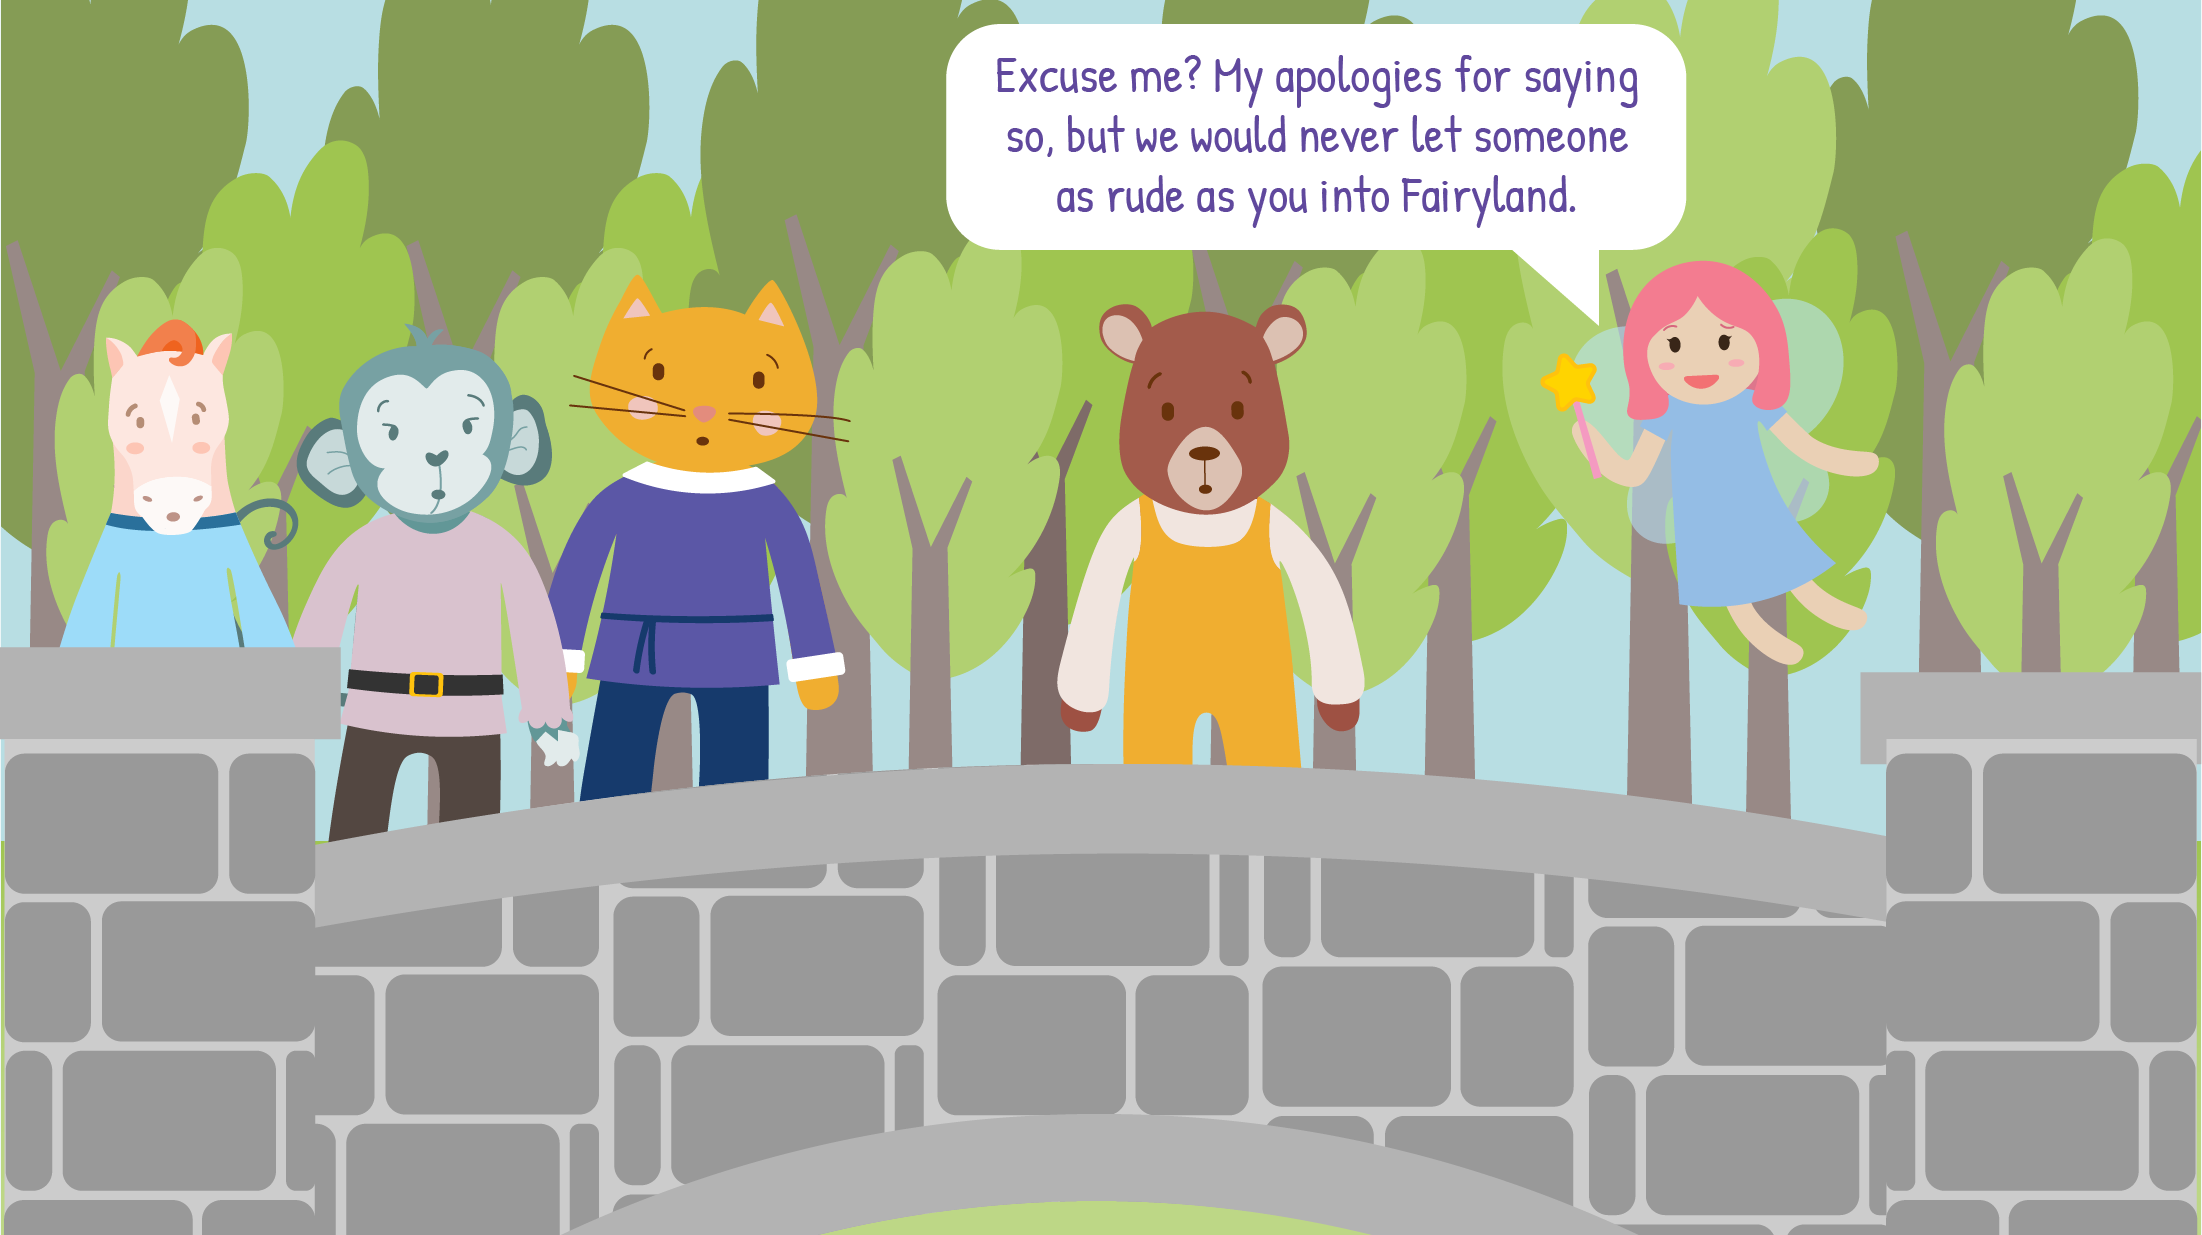 Excuse me? My apologies for saying
so, but we would never let someone
as rude as you into Fairyland.